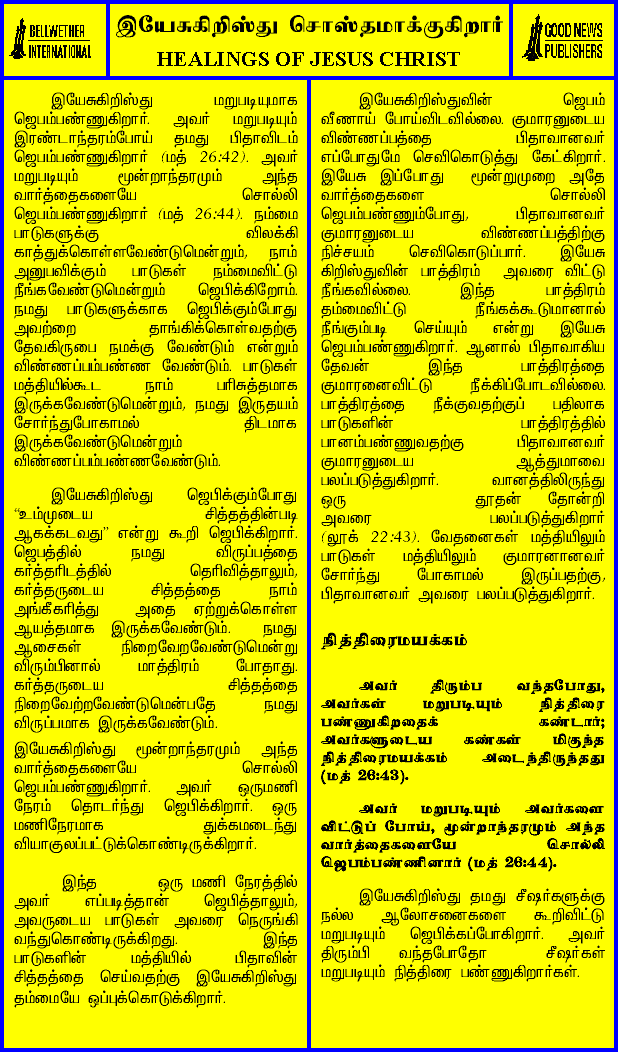 BELLWETHER
INTERNATIONAL
இயேசுகிறிஸ்து சொஸ்தமாக்குகிறார்
HEALINGS OF JESUS CHRIST
GOOD NEWS
PUBLISHERS
இயேசுகிறிஸ்து மறுபடியுமாக
ஜெபம்பண்ணுகிறார். அவர் மறுபடியும்
இரண்டாந்தரம்போய் தமது பிதாவிடம்
ஜெபம்பண்ணுகிறார் (மத் 26:42). அவர்
மறுபடியும் மூன்றாந்தரமும் அந்த
வார்த்தைகளையே சொல்லி
ஜெபம்பண்ணுகிறார் (மத் 26:44). நம்மை
பாடுகளுக்கு விலக்கி
காத்துக்கொள்ளவேண்டுமென்றும், நாம்
அனுபவிக்கும் பாடுகள் நம்மைவிட்டு
நீங்கவேண்டுமென்றும் ஜெபிக்கிறோம்.
நமது பாடுகளுக்காக ஜெபிக்கும்போது
அவற்றை தாங்கிக்கொள்வதற்கு
தேவகிருபை நமக்கு வேண்டும் என்றும்
விண்ணப்பம்பண்ண வேண்டும். பாடுகள்
மத்தியில்கூட நாம் பரிசுத்தமாக
இருக்கவேண்டுமென்றும், நமது இருதயம்
சோர்ந்துபோகாமல் திடமாக
இருக்கவேண்டுமென்றும்
விண்ணப்பம்பண்ணவேண்டும்.
இயேசுகிறிஸ்து ஜெபிக்கும்போது
“உம்முடைய சித்தத்தின்படி
ஆகக்கடவது” என்று கூறி ஜெபிக்கிறார்.
ஜெபத்தில் நமது விருப்பத்தை
கர்த்தரிடத்தில் தெரிவித்தாலும்,
கர்த்தருடைய சித்தத்தை நாம்
அங்கீகரித்து அதை ஏற்றுக்கொள்ள
ஆயத்தமாக இருக்கவேண்டும். நமது
ஆசைகள் நிறைவேறவேண்டுமென்று
விரும்பினால் மாத்திரம் போதாது.
கர்த்தருடைய சித்தத்தை
நிறைவேற்றவேண்டுமென்பதே நமது
விருப்பமாக இருக்கவேண்டும்.
இயேசுகிறிஸ்து மூன்றாந்தரமும் அந்த
வார்த்தைகளையே சொல்லி
ஜெபம்பண்ணுகிறார். அவர் ஒருமணி
நேரம் தொடர்ந்து ஜெபிக்கிறார். ஒரு
மணிநேரமாக துக்கமடைந்து
வியாகுலப்பட்டுக்கொண்டிருக்கிறார்.
இந்த ஒரு மணி நேரத்தில்
அவர் எப்படித்தான் ஜெபித்தாலும்,
அவருடைய பாடுகள் அவரை நெருங்கி
வந்துகொண்டிருக்கிறது. இந்த
பாடுகளின் மத்தியில் பிதாவின்
சித்தத்தை செய்வதற்கு இயேசுகிறிஸ்து
தம்மையே ஒப்புக்கொடுக்கிறார்.
இயேசுகிறிஸ்துவின் ஜெபம்
வீணாய் போய்விடவில்லை. குமாரனுடைய
விண்ணப்பத்தை பிதாவானவர்
எப்போதுமே செவிகொடுத்து கேட்கிறார்.
இயேசு இப்போது மூன்றுமுறை அதே
வார்த்தைகளை சொல்லி
ஜெபம்பண்ணும்போது, பிதாவானவர்
குமாரனுடைய விண்ணப்பத்திற்கு
நிச்சயம் செவிகொடுப்பார். இயேசு
கிறிஸ்துவின் பாத்திரம் அவரை விட்டு
நீங்கவில்லை. இந்த பாத்திரம்
தம்மைவிட்டு நீங்கக்கூடுமானால்
நீங்கும்படி செய்யும் என்று இயேசு
ஜெபம்பண்ணுகிறார். ஆனால் பிதாவாகிய
தேவன் இந்த பாத்திரத்தை
குமாரனைவிட்டு நீக்கிப்போடவில்லை.
பாத்திரத்தை நீக்குவதற்குப் பதிலாக
பாடுகளின் பாத்திரத்தில்
பானம்பண்ணுவதற்கு பிதாவானவர்
குமாரனுடைய ஆத்துமாவை
பலப்படுத்துகிறார். வானத்திலிருந்து
ஒரு தூதன் தோன்றி
அவரை பலப்படுத்துகிறார்
(லூக் 22:43). வேதனைகள் மத்தியிலும்
பாடுகள் மத்தியிலும் குமாரனானவர்
சோர்ந்து போகாமல் இருப்பதற்கு,
பிதாவானவர் அவரை பலப்படுத்துகிறார்.
நித்திரைமயக்கம்
அவர் திரும்ப வந்தபோது,
அவர்கள் மறுபடியும் நித்திரை
பண்ணுகிறதைக் கண்டார்;
அவர்களுடைய கண்கள் மிகுந்த
நித்திரைமயக்கம் அடைந்திருந்தது
(மத் 26:43).
அவர் மறுபடியும் அவர்களை
விட்டுப் போய், மூன்றாந்தரமும் அந்த
வார்த்தைகளையே சொல்லி
ஜெபம்பண்ணினார் (மத் 26:44).
இயேசுகிறிஸ்து தமது சீஷர்களுக்கு
நல்ல ஆலோசனைகளை கூறிவிட்டு
மறுபடியும் ஜெபிக்கப்போகிறார். அவர்
திரும்பி வந்தபோதோ சீஷர்கள்
மறுபடியும் நித்திரை பண்ணுகிறார்கள்.